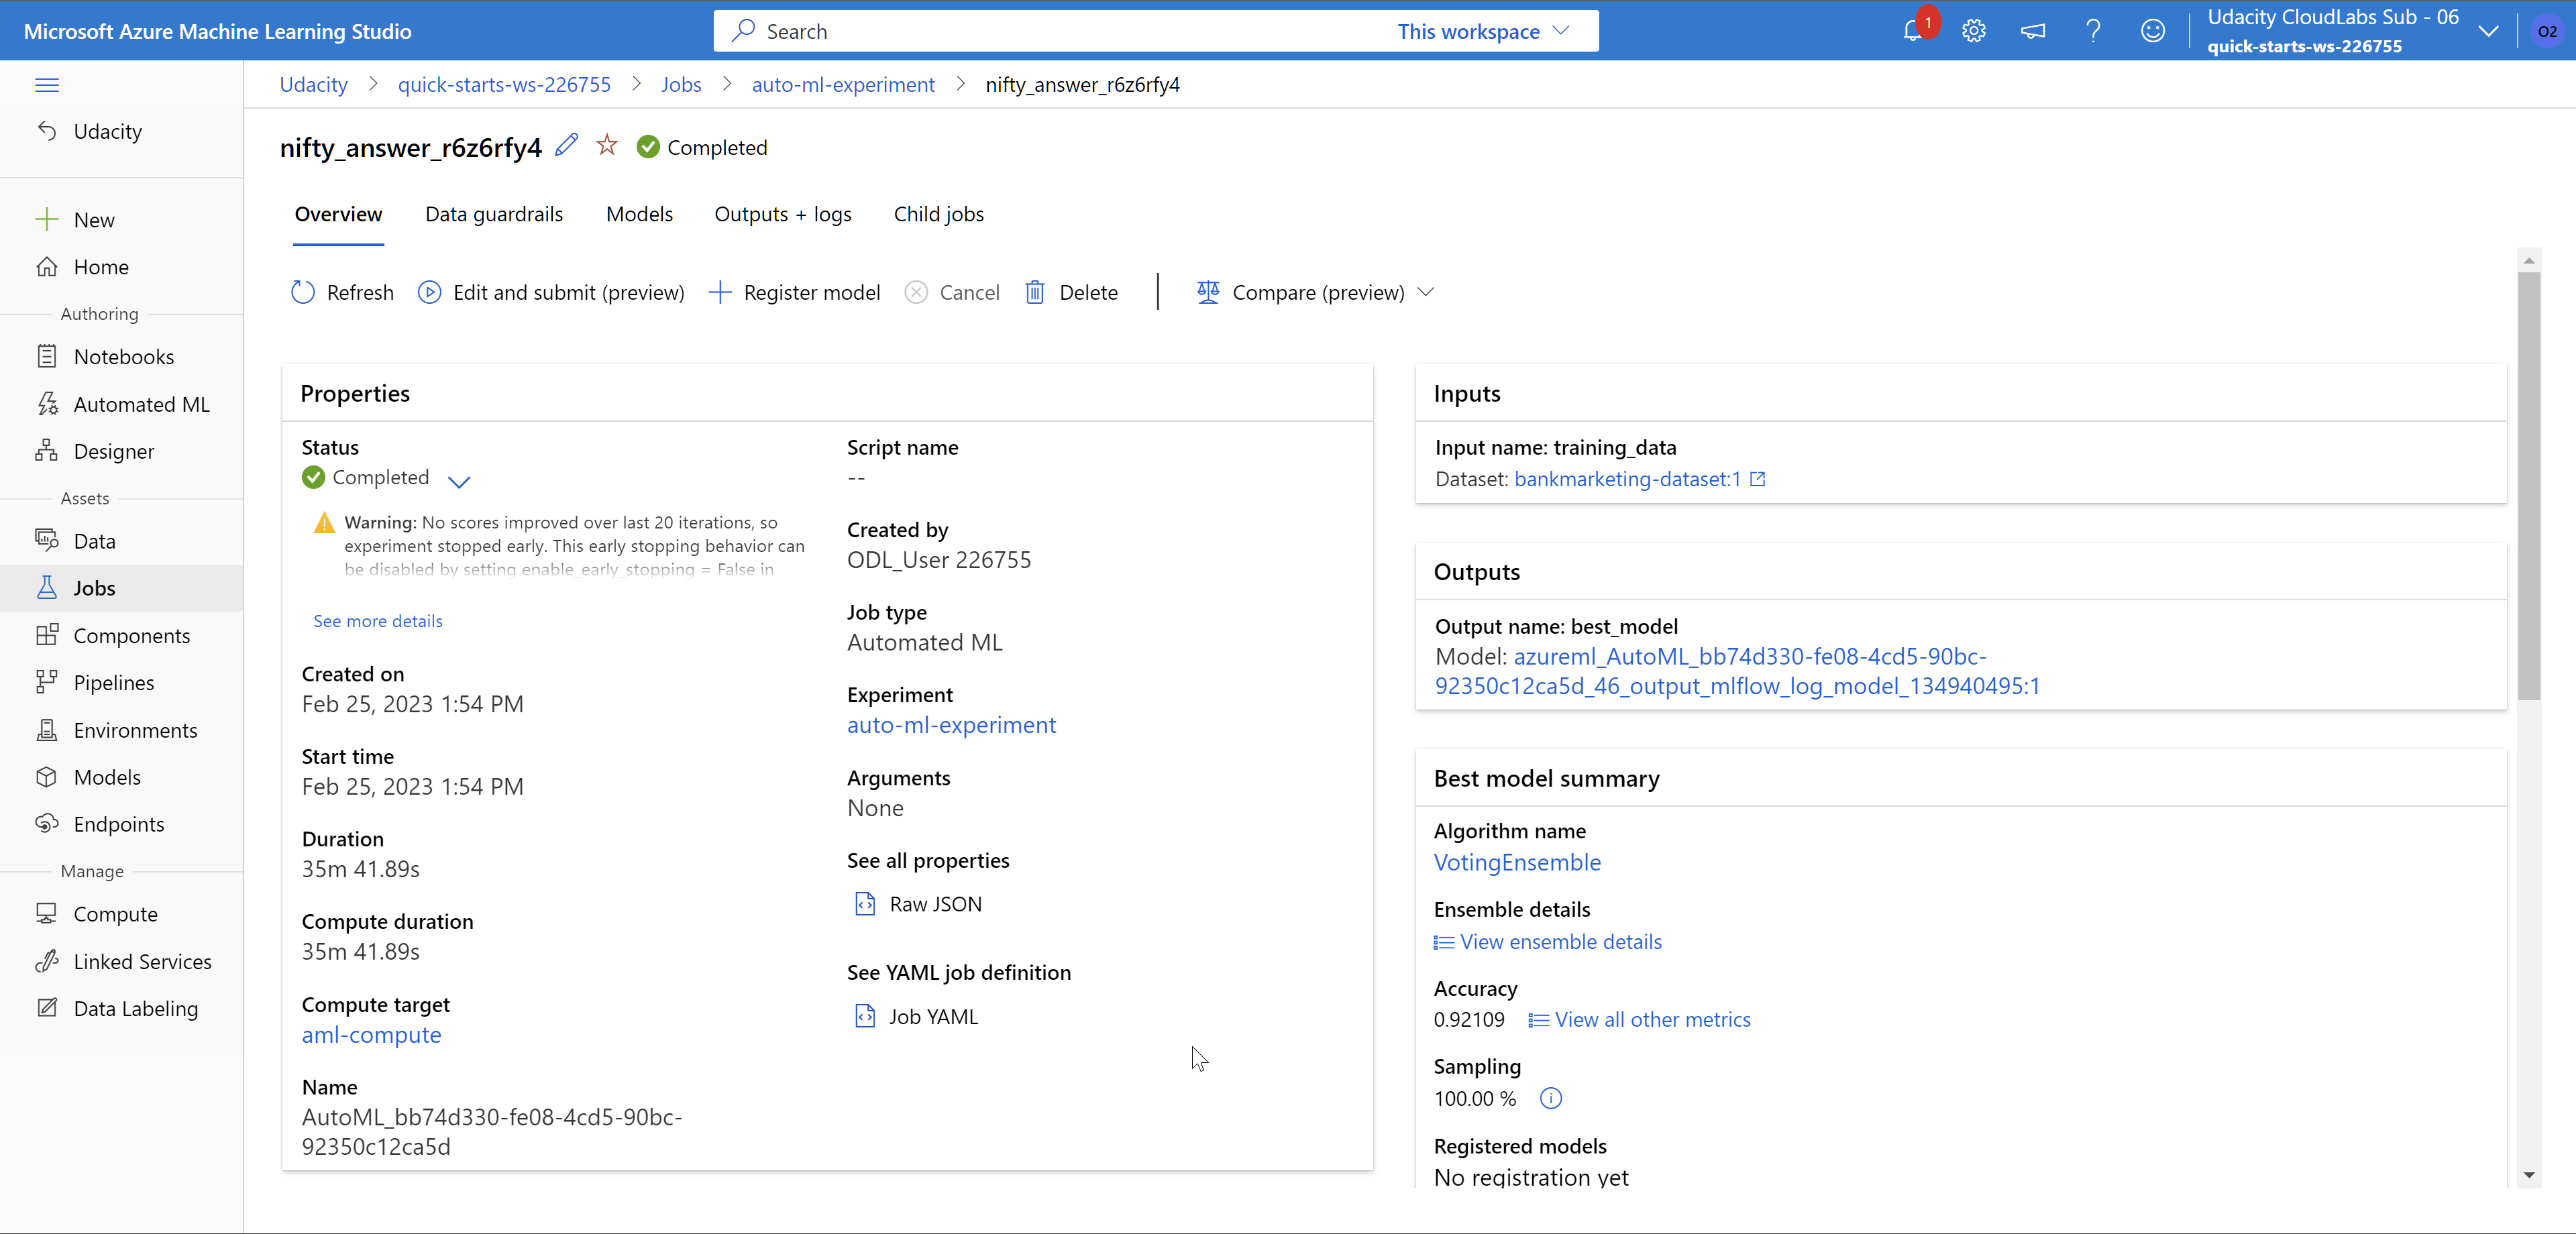 Microsoft Azure Machine Learning Studio
Search
This workspace
1
Udacity CloudLabs Sub - 06
quick-starts-ws-226755
O2
Udacity > quick-starts-ws-226755 > Jobs > auto-ml-experiment > nifty_answer_r6z6rfy4
Udacity
New
Home
Authoring
Notebooks
Automated ML
Designer
Assets
Data
Jobs
Components
Pipelines
Environments
Models
Endpoints
Manage
Compute
Linked Services
Data Labeling
nifty_answer_r6z6rfy4 Completed
Overview Data guardrails Models Outputs + logs Child jobs
Refresh Edit and submit (preview) Register model Cancel Delete Compare (preview)
Properties
Status
Completed
Warning: No scores improved over last 20 iterations, so
experiment stopped early. This early stopping behavior can
be disabled by setting enable_early_stopping = False in
See more details
Created on
Feb 25, 2023 1:54 PM
Start time
Feb 25, 2023 1:54 PM
Duration
35m 41.89s
Compute duration
35m 41.89s
Compute target
aml-compute
Name
AutoML_bb74d330-fe08-4cd5-90bc-
92350c12ca5d
Script name
--
Created by
ODL_User 226755
Job type
Automated ML
Experiment
auto-ml-experiment
Arguments
None
See all properties
Raw JSON
See YAML job definition
Job YAML
Inputs
Input name: training_data
Dataset: bankmarketing-dataset:1
Outputs
Output name: best_model
Model: azureml_AutoML_bb74d330-fe08-4cd5-90bc-
92350c12ca5d_46_output_mlflow_log_model_134940495:1
Best model summary
Algorithm name
VotingEnsemble
Ensemble details
View ensemble details
Accuracy
0.92109 View all other metrics
Sampling
100.00 %
Registered models
No registration yet